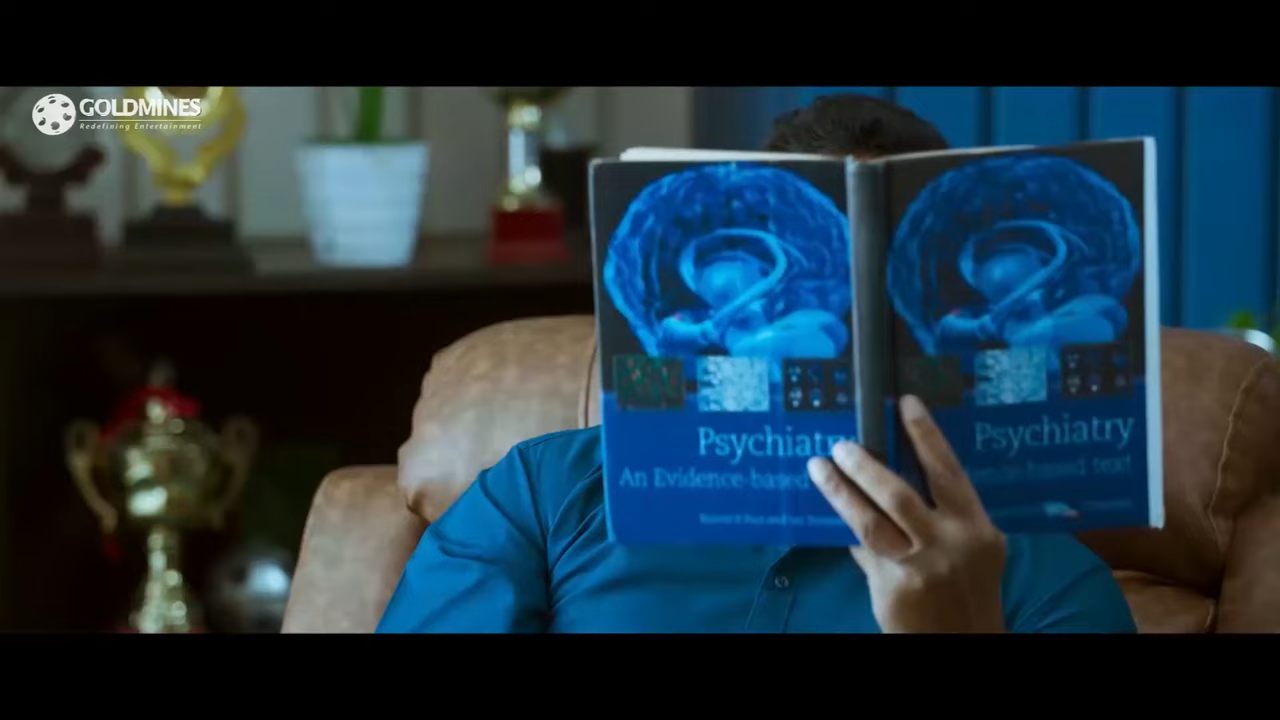 GOLDMINES
Redefining Entertainment
Psychiatry
An Evidence-based
Psychiatry
based text